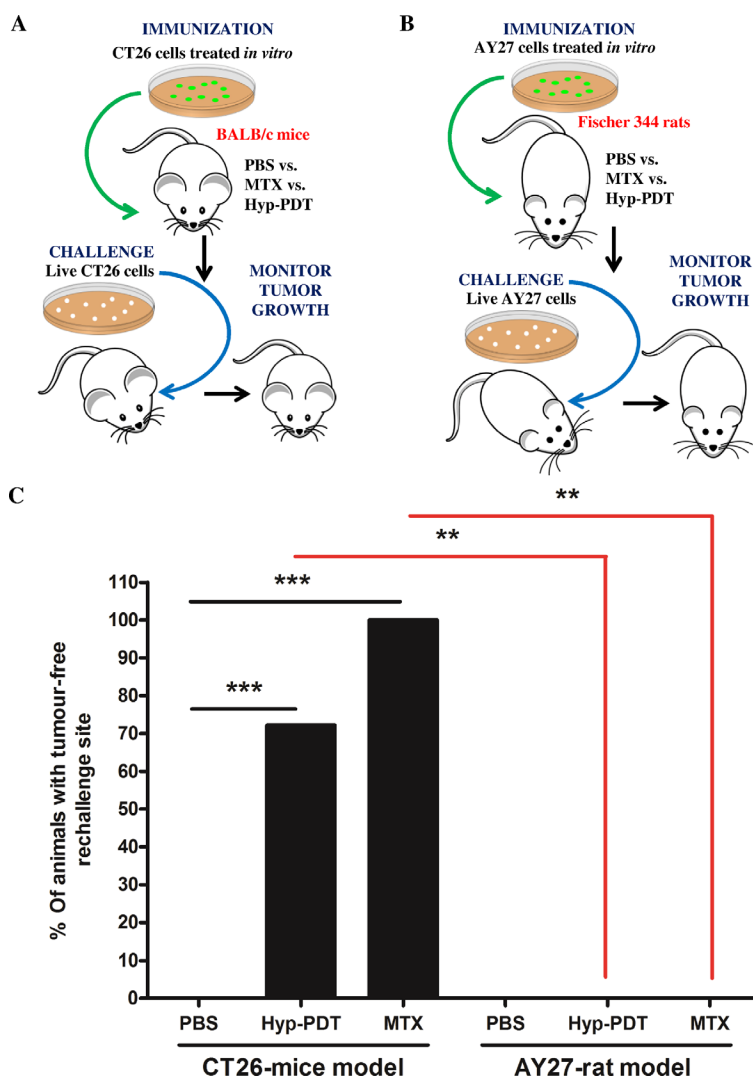 A
IMMUNIZATION
CT26 cells treated in vitro
BALB/c mice
PBS vs.
MTX vs.
Hyp-PDT
CHALLENGE
Live CT26 cells
MONITOR
TUMOR
GROWTH
B
IMMUNIZATION
AY27 cells treated in vitro
Fischer 344 rats
PBS vs.
MTX vs.
Hyp-PDT
CHALLENGE
Live AY27 cells
MONITOR
TUMOR
GROWTH
C
**
**
***
***
% Of animals with tumour-free
rechallenge site
110
100
90
80
70
60
50
40
30
20
10
0
PBS Hyp-PDT MTX PBS Hyp-PDT MTX
CT26-mice model AY27-rat model